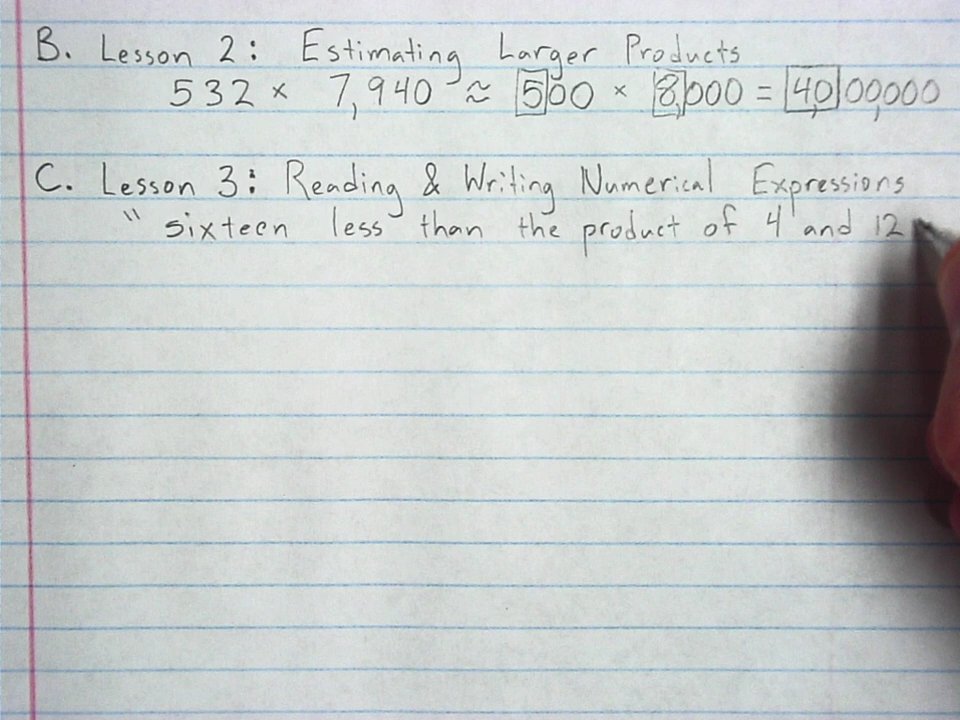 B. Lesson 2: Estimating Larger Products
532 × 7,940 ≈ 500 × 8,000 = 4,000,000
C. Lesson 3: Reading & Writing Numerical Expressions
" sixteen less than the product of 4 and 12